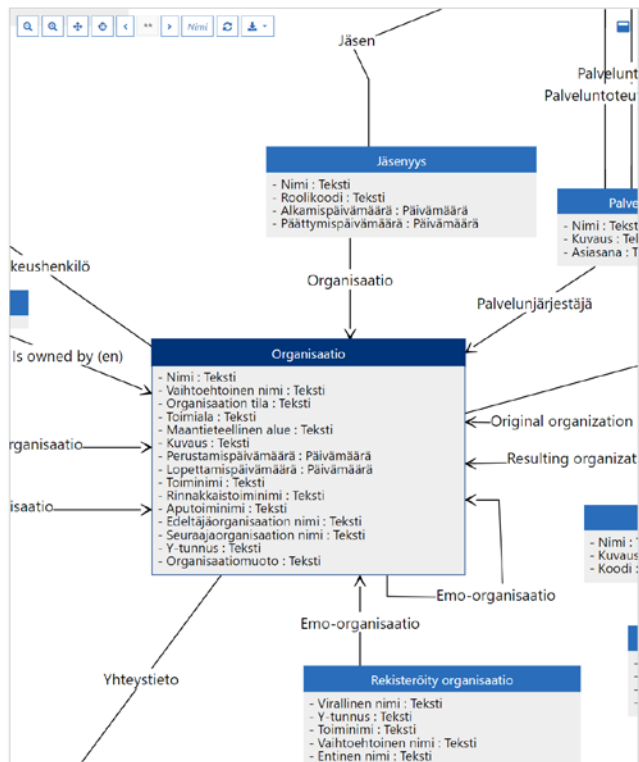 Nimi
Jäsen
Palvelunt
Palveluntoteu
Jäsenyys
- Nimi : Teksti
- Roolikoodi : Teksti
- Alkamispäivämäärä : Päivämäärä
- Päättymispäivämäärä : Päivämäärä
Palve
- Nimi : Tekst
- Kuvaus : Tel
- Asiasana : T
keushenkilö
Organisaatio
Palvelunjärjestäjä
Is owned by (en)
Organisaatio
- Nimi : Teksti
- Vaihtoehtoinen nimi : Teksti
- Organisaation tila : Teksti
- Toimiala : Teksti
- Maantieteellinen alue : Teksti
- Kuvaus : Teksti
- Perustamispäivämäärä : Päivämäärä
- Lopettamispäivämäärä : Päivämäärä
- Toiminimi : Teksti
- Rinnakkaistoiminimi : Teksti
- Aputoiminimi : Teksti
- Edeltäjäorganisaation nimi : Teksti
- Seuraajaorganisaation nimi : Teksti
- Y-tunnus : Teksti
- Organisaatiomuoto : Teksti
Original organization
rganisaatio
Resulting organizat
isaatio
- Nimi :
- Kuvaus
- Koodi :
Emo-organisaatio
Emo-organisaatio
Yhteystieto
Rekisteröity organisaatio
- Virallinen nimi : Teksti
- Y-tunnus : Teksti
- Toiminimi : Teksti
- Vaihtoehtoinen nimi : Teksti
- Entinen nimi : Teksti